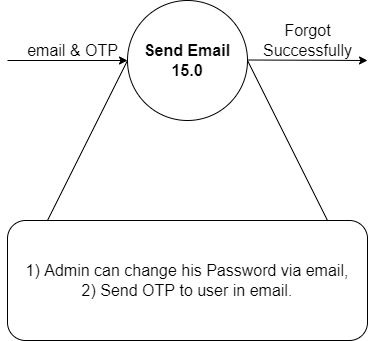 email & OTP
Send Email
15.0
Forgot
Successfully
1) Admin can change his Password via email,
2) Send OTP to user in email.